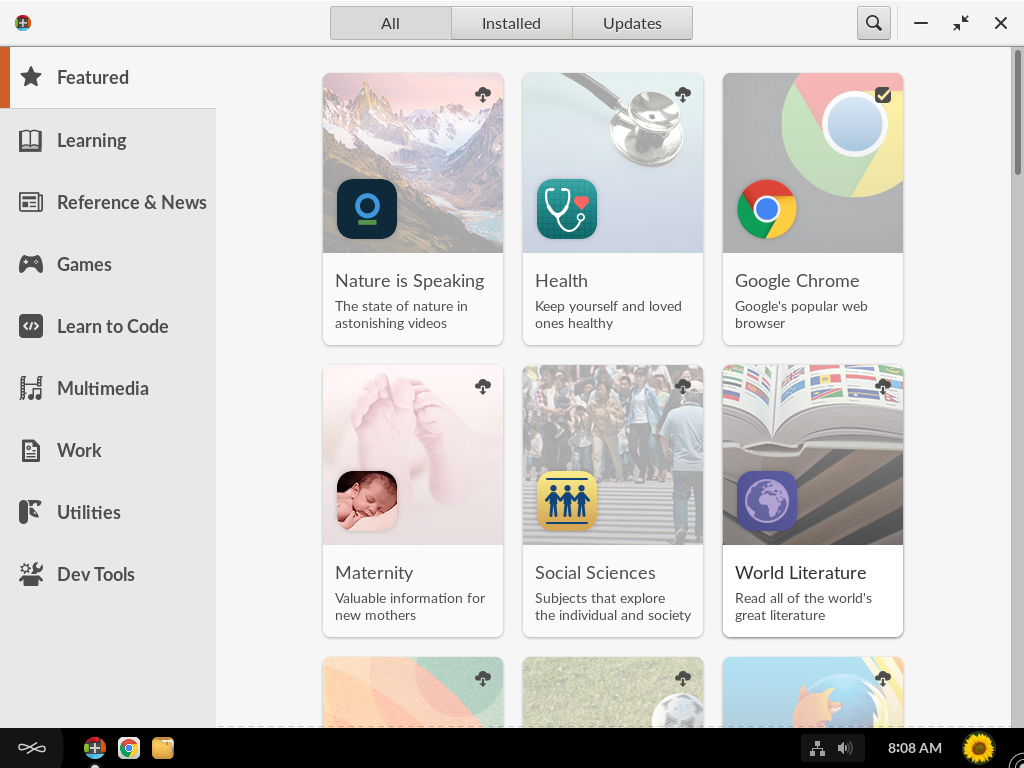 All
Installed
Updates
Featured
Learning
Reference & News
Games
Learn to Code
Multimedia
Work
Utilities
Dev Tools
Nature is Speaking
The state of nature in
astonishing videos
Health
Keep yourself and loved
ones healthy
Google Chrome
Google's popular web
browser
Maternity
Valuable information for
new mothers
Social Sciences
Subjects that explore
the individual and society
World Literature
Read all of the world's
great literature
8:08 AM